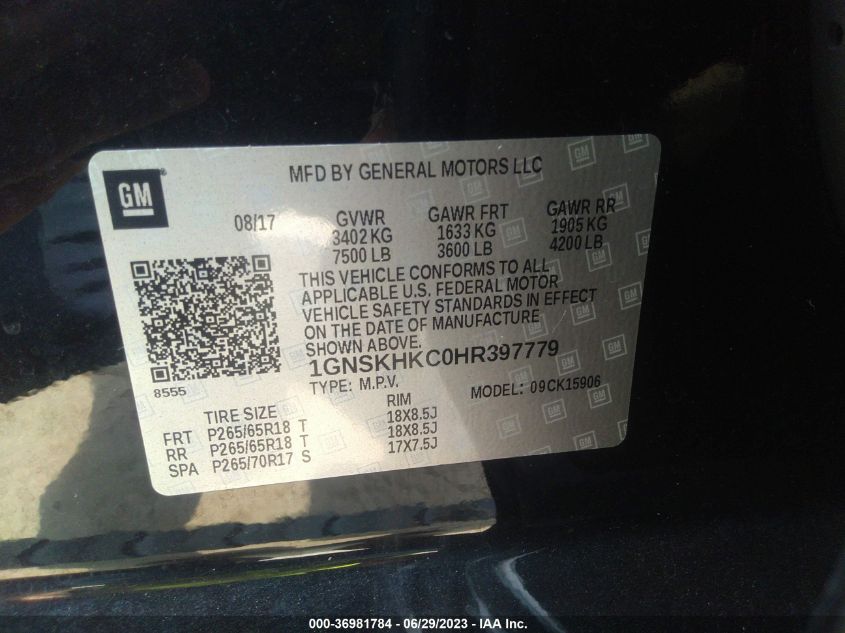 GM
MFD BY GENERAL MOTORS LLC
08/17 GVWR GAWR FRT GAWR RR
3402 KG 1633 KG 1905 KG
7500 LB 3600 LB 4200 LB
THIS VEHICLE CONFORMS TO ALL
APPLICABLE U.S. FEDERAL MOTOR
VEHICLE SAFETY STANDARDS IN EFFECT
ON THE DATE OF MANUFACTURE
SHOWN ABOVE.
1GNSKHKC0HR397779
8555 TYPE: M.P.V. MODEL: 09CK15906
TIRE SIZE RIM
FRT P265/65R18 T 18X8.5J
RR P265/65R18 T 18X8.5J
SPA P265/70R17 S 17X7.5J
000-36981784 - 06/29/2023 - IAA Inc.